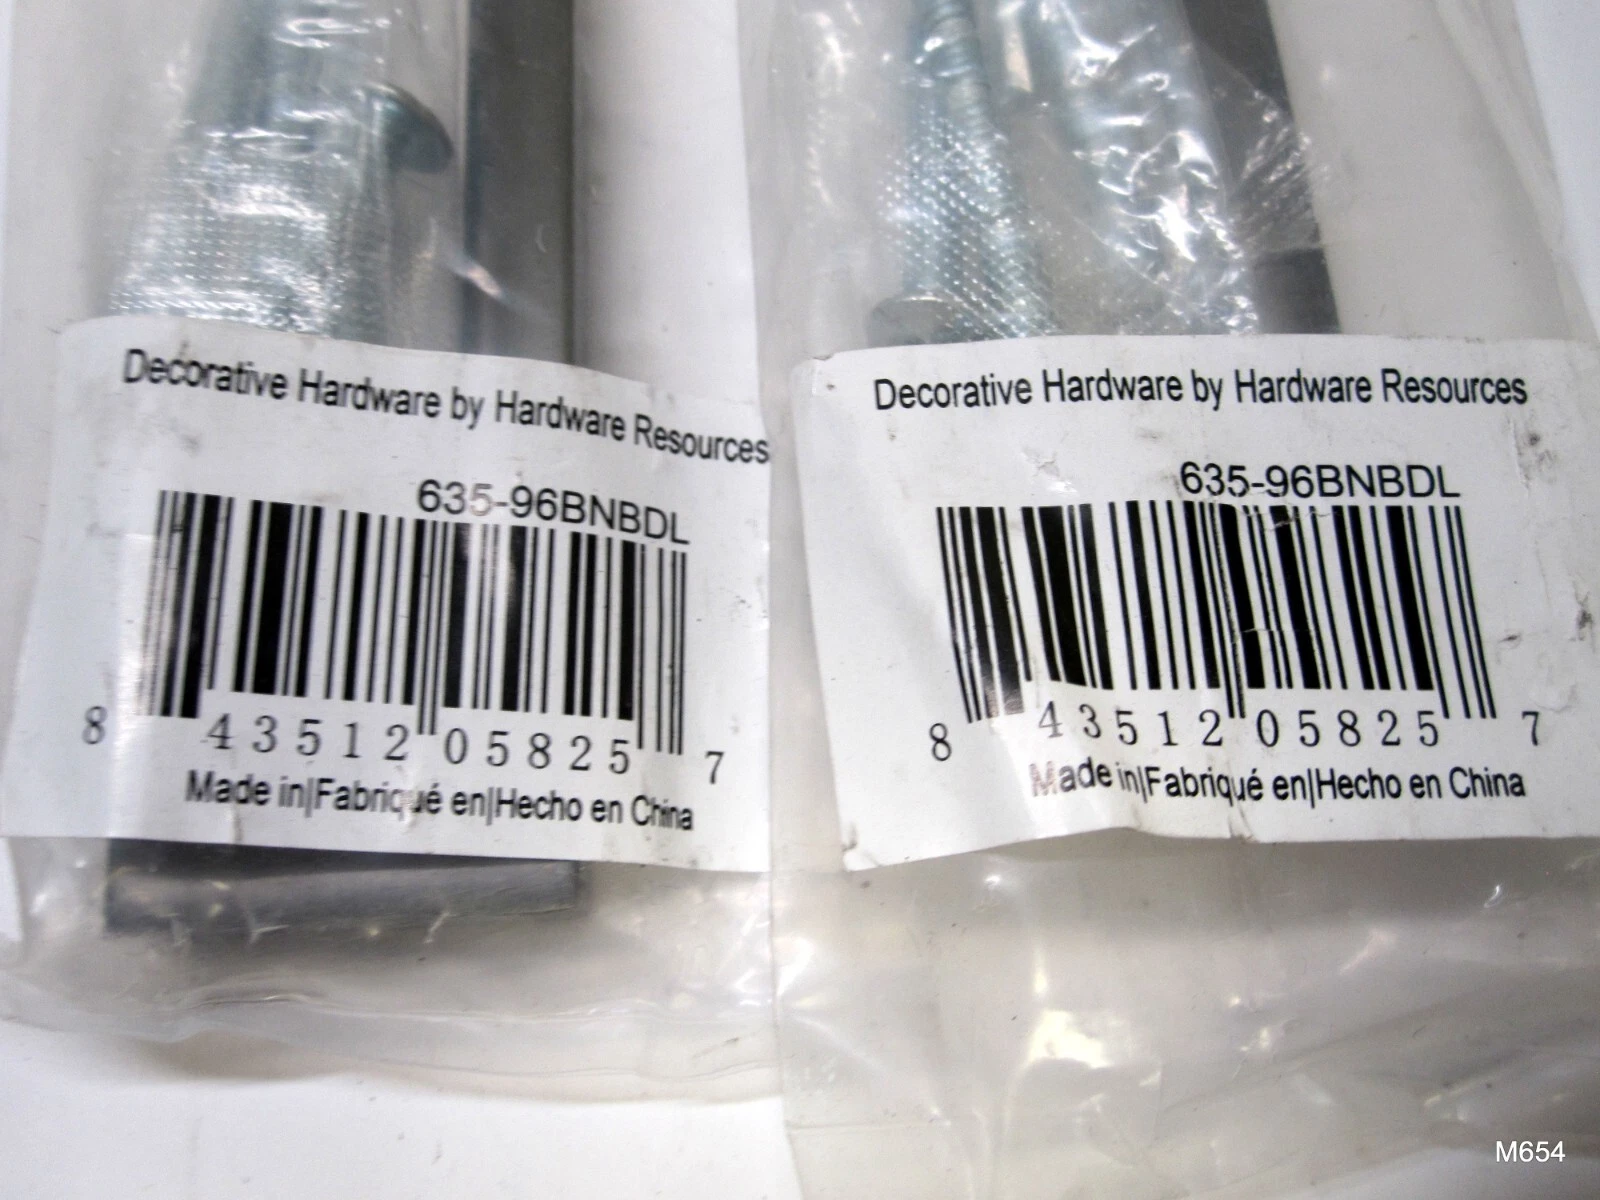 Decorative Hardware by Hardware Resources
635-96BNBDL
8 43512 05825 7
Made in|Fabriqué en|Hecho en China
Decorative Hardware by Hardware Resources
635-96BNBDL
8 43512 05825 7
Made in|Fabriqué en|Hecho en China
M654